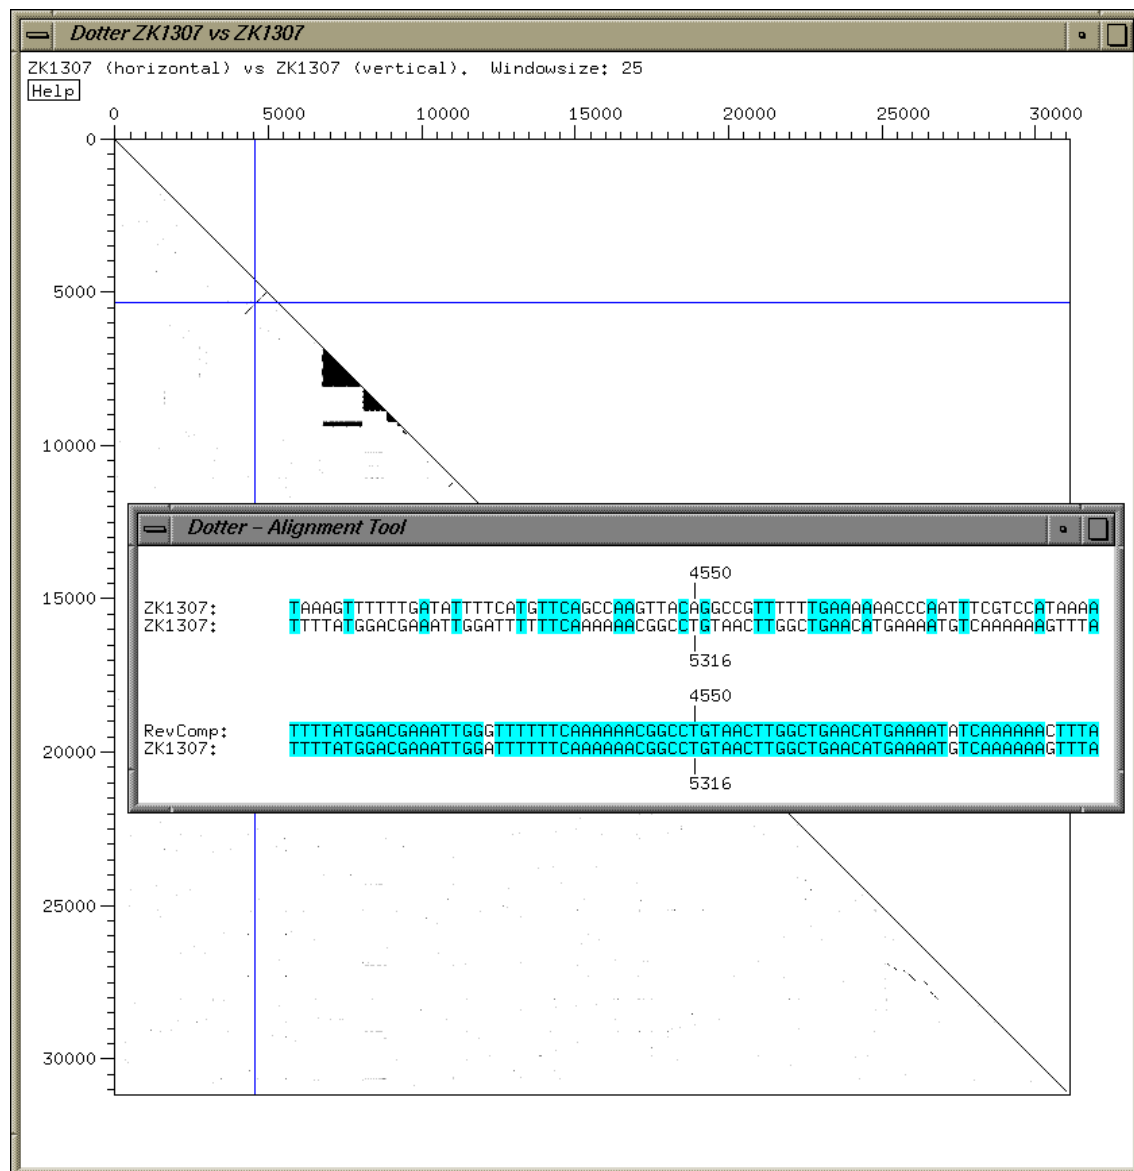 Dotter ZK1307 vs ZK1307
ZK1307 (horizontal) vs ZK1307 (vertical). Windowsize: 25
Help
0 5000 10000 15000 20000 25000 30000
0
5000
10000
Dotter – Alignment Tool
4550
15000
ZK1307: TAAAGTTTTTTGATATTTTCATGTTCAGCCAAGTTACAGGCCGTTTTTTGAAAAAACCCAATTTCGTCCATAAAA
ZK1307: TTTTATGGACGAAATTGGATTTTTTCAAAAAACGGCCTGTAACTTGGCTGAACATGAAAATGTCAAAAAAGTTTA
5316
4550
RevComp: TTTTATGGACGAAATTGGGTTTTTTCAAAAAACGGCCTGTAACTTGGCTGAACATGAAAATATCAAAAAACTTTA
20000
ZK1307: TTTTATGGACGAAATTGGATTTTTTCAAAAAACGGCCTGTAACTTGGCTGAACATGAAAATGTCAAAAAAGTTTA
5316
25000
30000